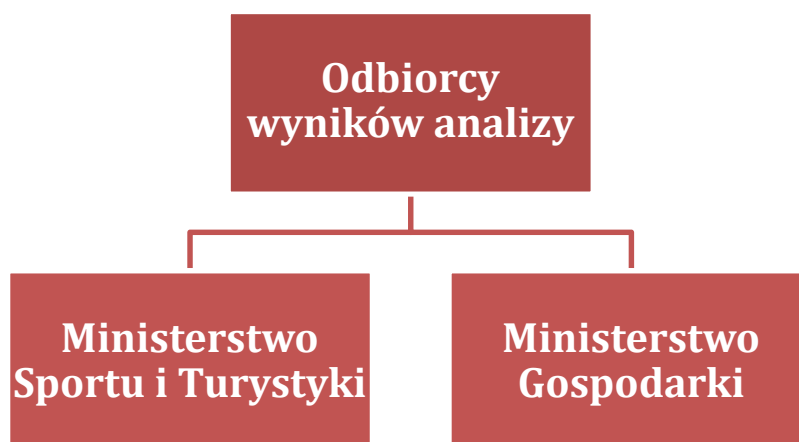 Odbiorcy
wyników analizy
Ministerstwo
Sportu i Turystyki
Ministerstwo
Gospodarki